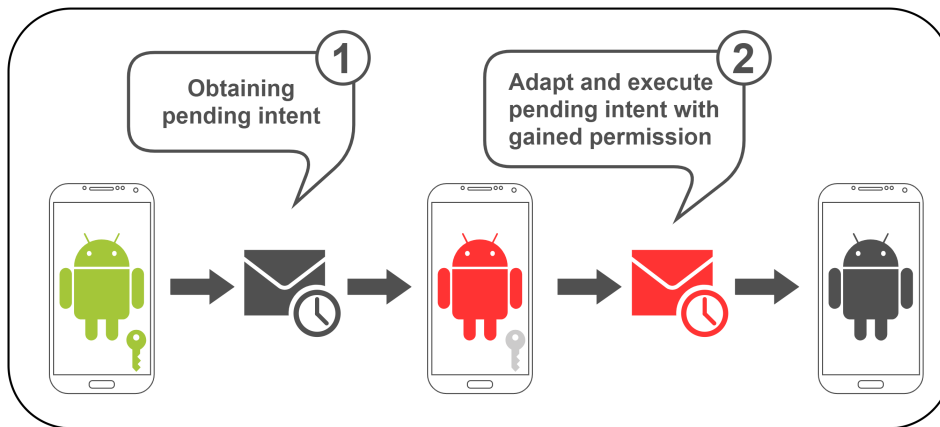 1
Obtaining
pending intent
2
Adapt and execute
pending intent with
gained permission